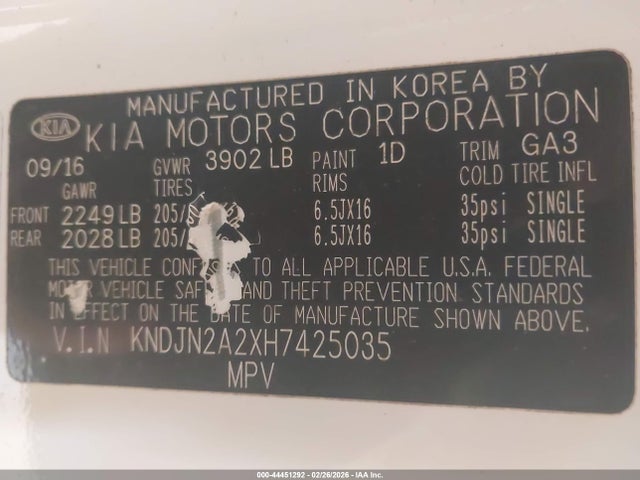 MANUFACTURED IN KOREA BY
KIA KIA MOTORS CORPORATION
09/16 GVWR 3902 LB PAINT 1D TRIM GA3
GAWR TIRES RIMS COLD TIRE INFL
FRONT 2249 LB 205/ 6.5JX16 35psi SINGLE
REAR 2028 LB 205/ 6.5JX16 35psi SINGLE
THIS VEHICLE TO ALL APPLICABLE U.S.A. FEDERAL
VEHICLE AND THEFT PREVENTION STANDARDS
IN EFFECT ON THE DATE OF MANUFACTURE SHOWN ABOVE.
V.I.N KNDJN2A2XH7425035
MPV
000-44451292 - 02/26/2026 - IAA Inc.